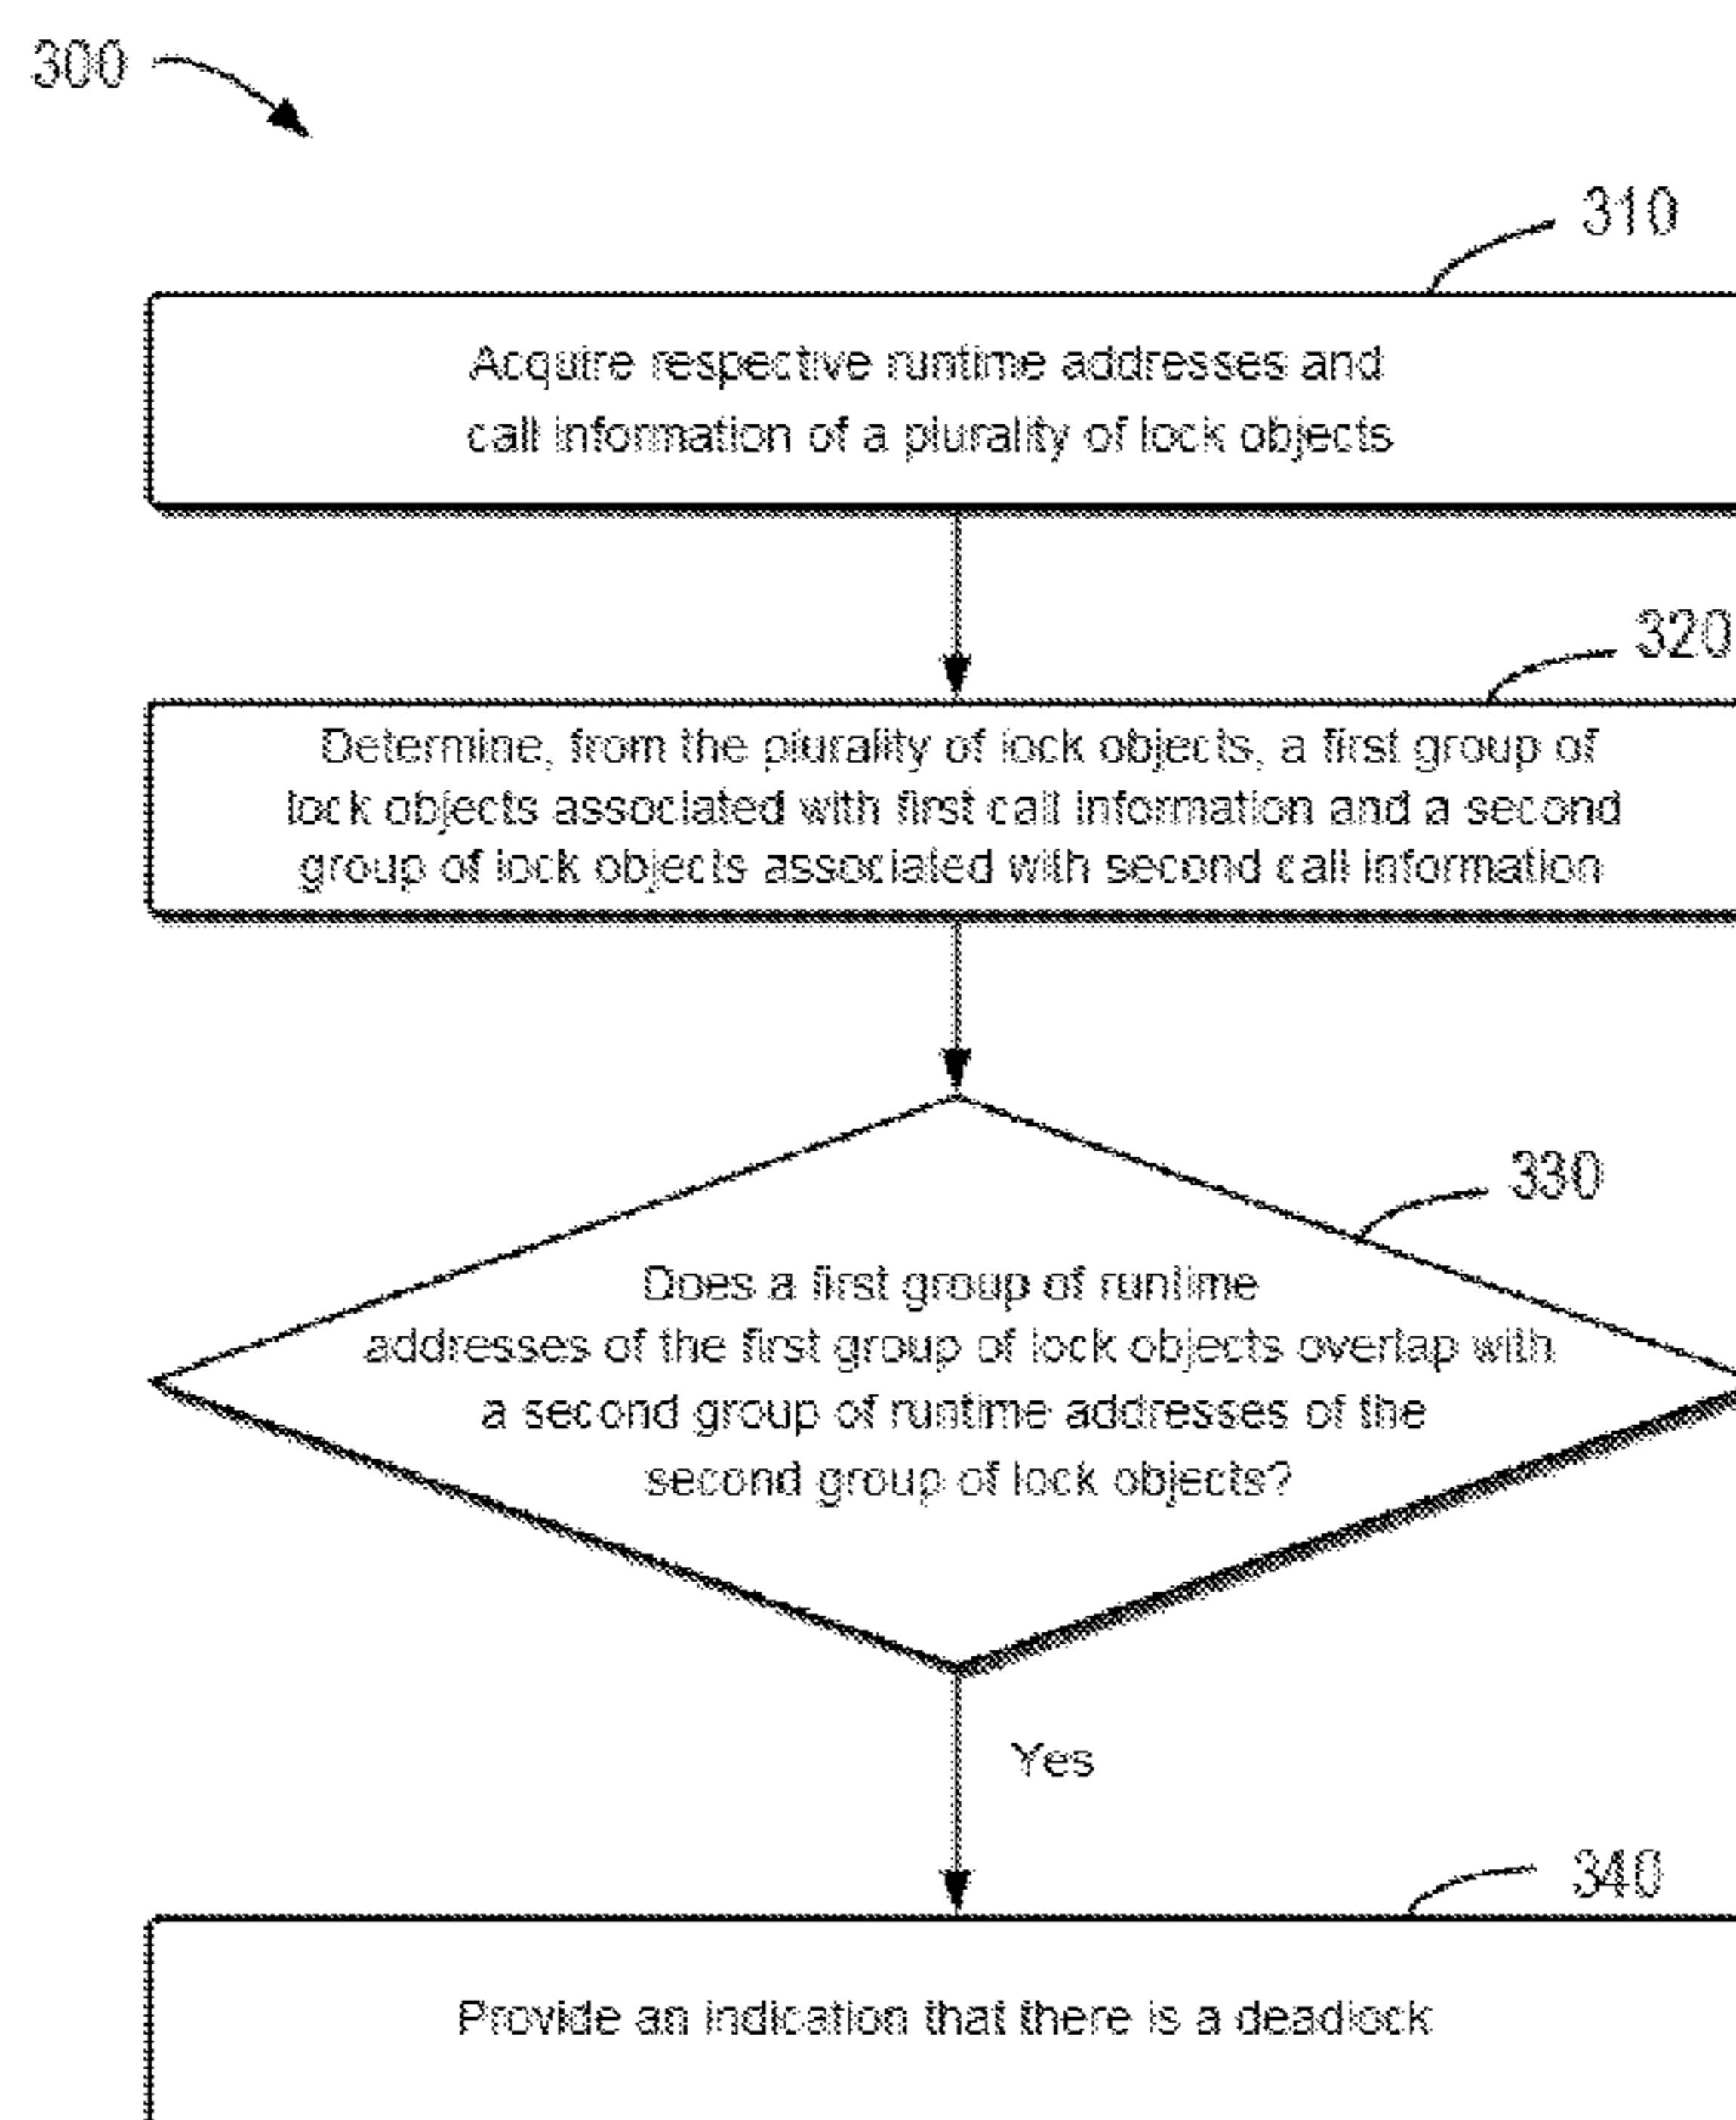 300
310
Acquire respective runtime addresses and
call information of a plurality of lock objects
320
Determine, from the plurality of lock objects, a first group of
lock objects associated with first call information and a second
group of lock objects associated with second call information
330
Does a first group of runtime
addresses of the first group of lock objects overlap with
a second group of runtime addresses of the
second group of lock objects?
Yes
340
Provide an indication that there is a deadlock